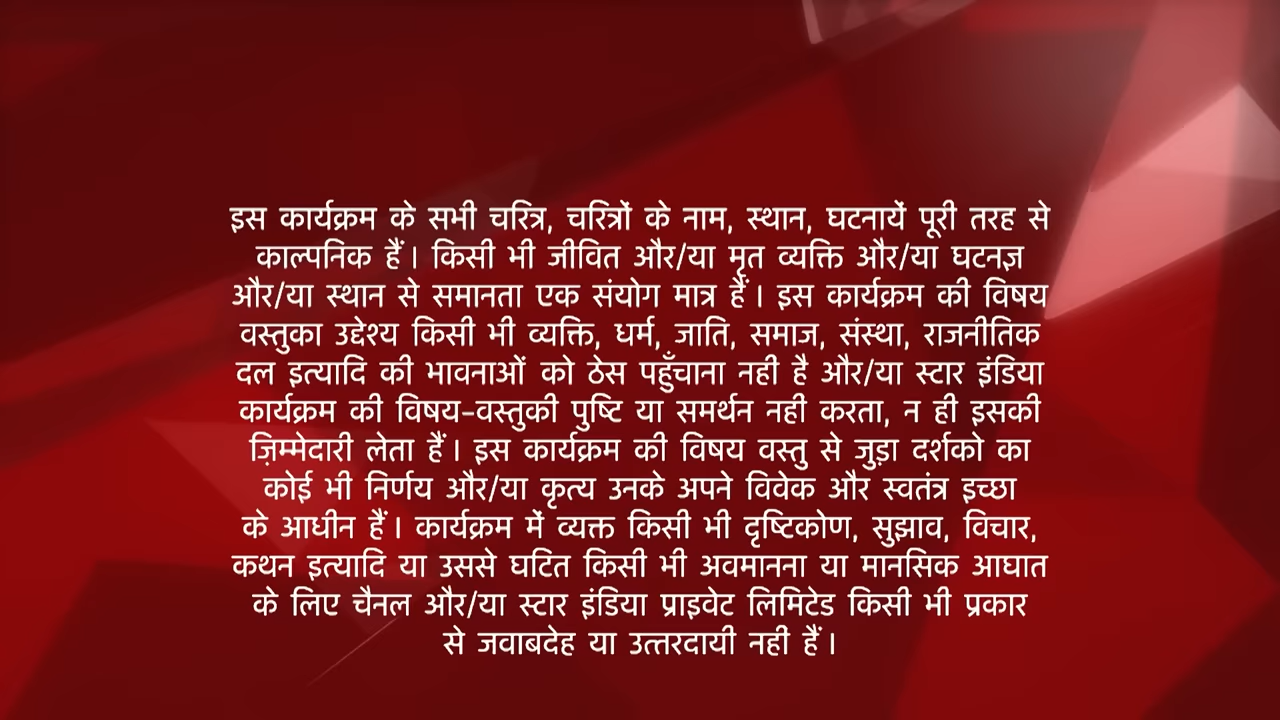 इस कार्यक्रम के सभी चरित्र, चरित्रों के नाम, स्थान, घटनायें पूरी तरह से
काल्पनिक हैं। किसी भी जीवित और/या मृत व्यक्ति और/या घटनज्ञ
और/या स्थान से समानता एक संयोग मात्र हैं। इस कार्यक्रम की विषय
वस्तुका उद्देश्य किसी भी व्यक्ति, धर्म, जाति, समाज, संस्था, राजनीतिक
दल इत्यादि की भावनाओं को ठेस पहुँचाना नही है और/या स्टार इंडिया
कार्यक्रम की विषय-वस्तुकी पुष्टि या समर्थन नही करता, न ही इसकी
ज़िम्मेदारी लेता हैं। इस कार्यक्रम की विषय वस्तु से जुड़ा दर्शको का
कोई भी निर्णय और/या कृत्य उनके अपने विवेक और स्वतंत्र इच्छा
के आधीन हैं। कार्यक्रम में व्यक्त किसी भी दृष्टिकोण, सुझाव, विचार,
कथन इत्यादि या उससे घटित किसी भी अवमानना या मानसिक आघात
के लिए चैनल और/या स्टार इंडिया प्राइवेट लिमिटेड किसी भी प्रकार
से जवाबदेह या उत्तरदायी नही हैं।